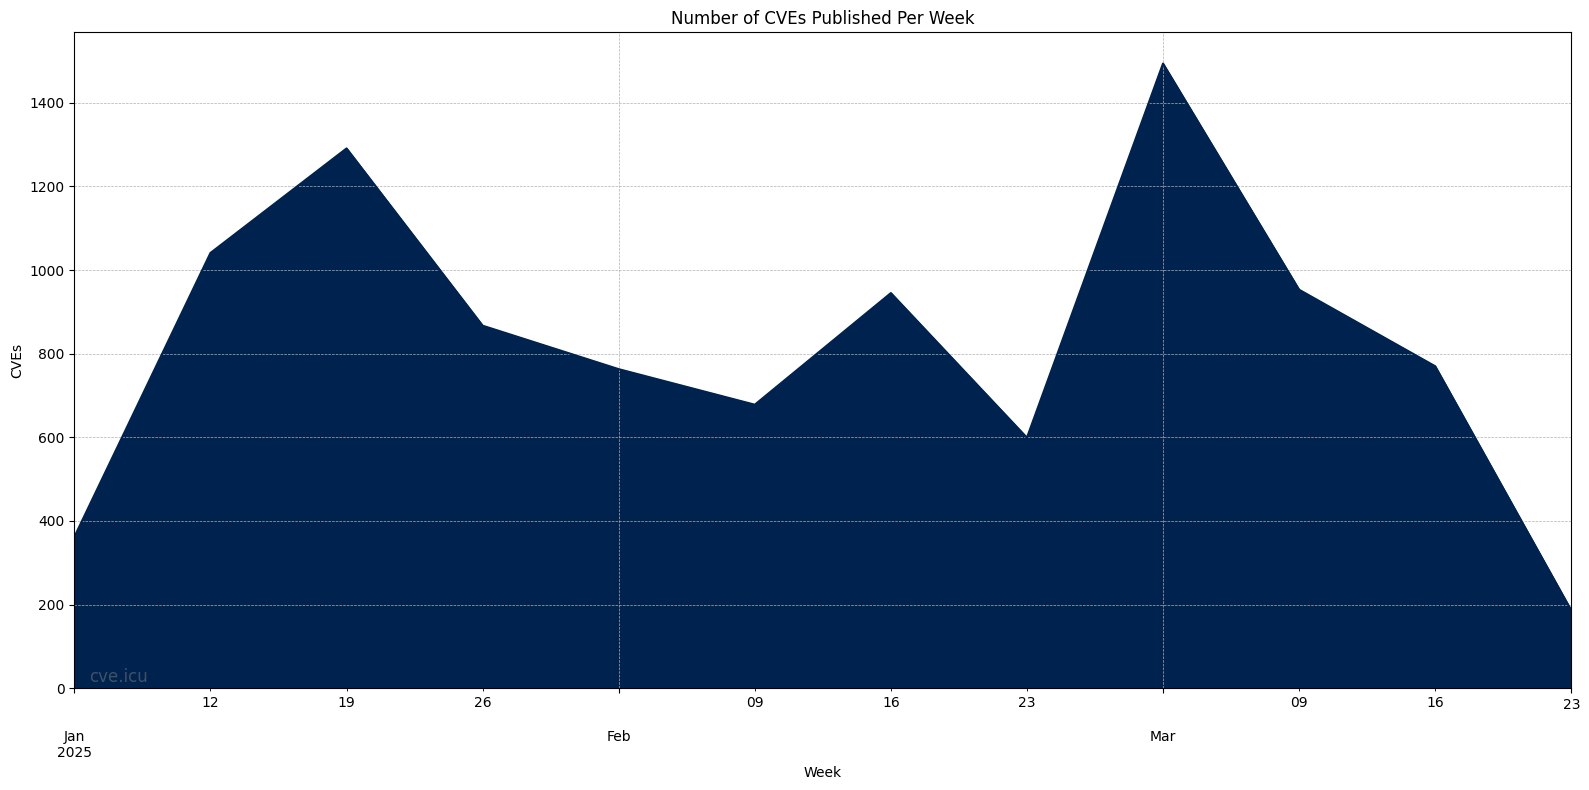 Number of CVEs Published Per Week
CVEs
1400
1200
1000
800
600
400
200
0
cve.icu
12 19 26 09 16 23 09 16 23
Jan Feb Mar
2025
Week